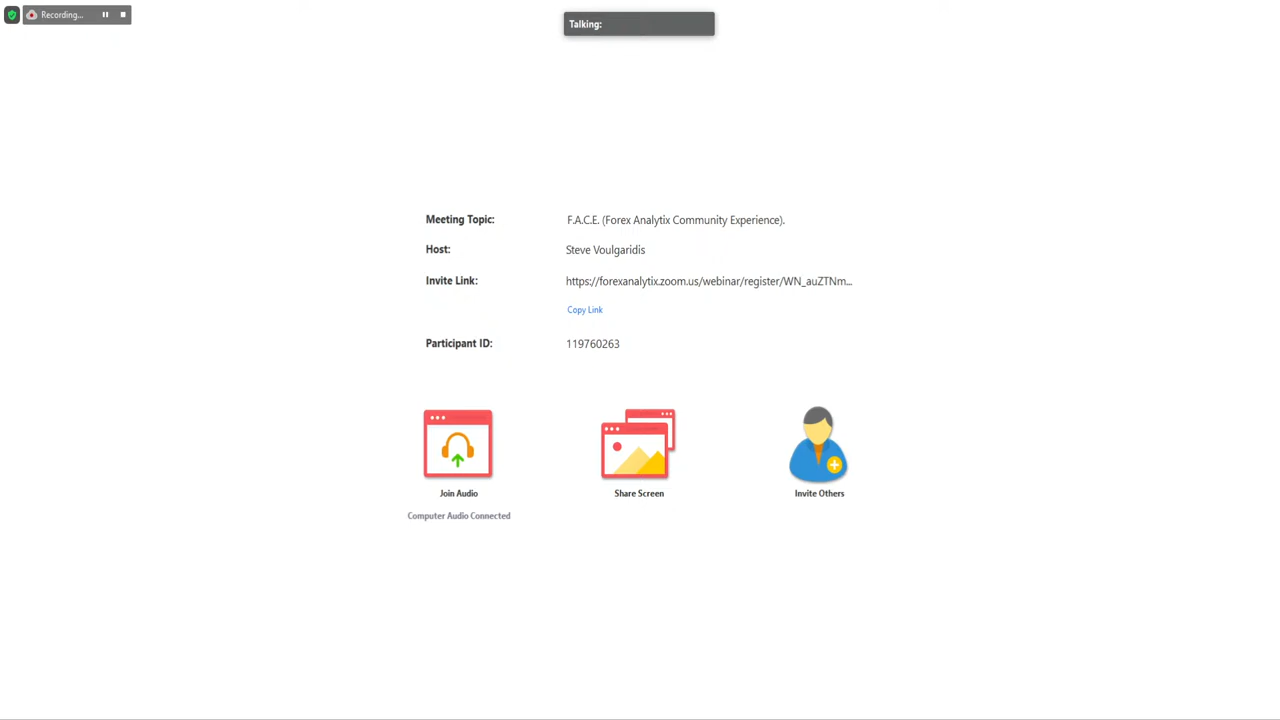 Recording...
Talking:
Meeting Topic: F.A.C.E. (Forex Analytix Community Experience).
Host: Steve Voulgaridis
Invite Link: https://forexanalytix.zoom.us/webinar/register/WN_auZTNm...
Copy Link
Participant ID: 119760263
Join Audio Share Screen Invite Others
Computer Audio Connected